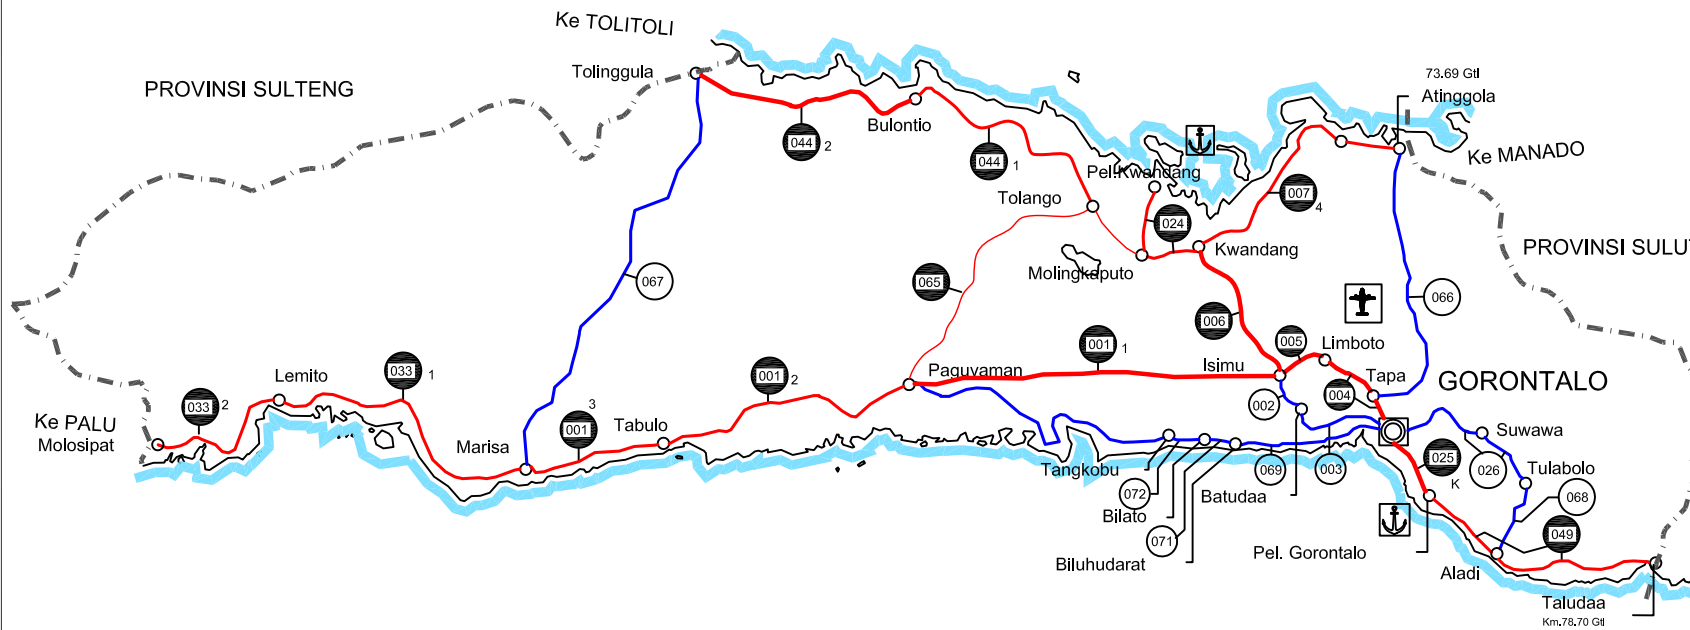 Ke TOLITOLI
PROVINSI SULTENG
Tolinggula
73.69 Gtl
Atinggola
Bulontio
044 2
044 1
Ke MANADO
Pel.Kwandang
Tolango
007 4
024
Kwandang
PROVINSI SULUT
Molingkaputo
067
065
066
006
005
Limboto
001 1
Isimu
Paguyaman
Tapa
GORONTALO
004
002
Lemito
033 1
001 2
033 2
Ke PALU
Molosipat
3
001
Tabulo
Marisa
Suwawa
025
K
026
Tulabolo
068
Tangkobu
069
003
072
Batudaa
Bilato
071
Biluhudarat
Pel. Gorontalo
049
Aladi
Taludaa
Km.78.70 Gtl